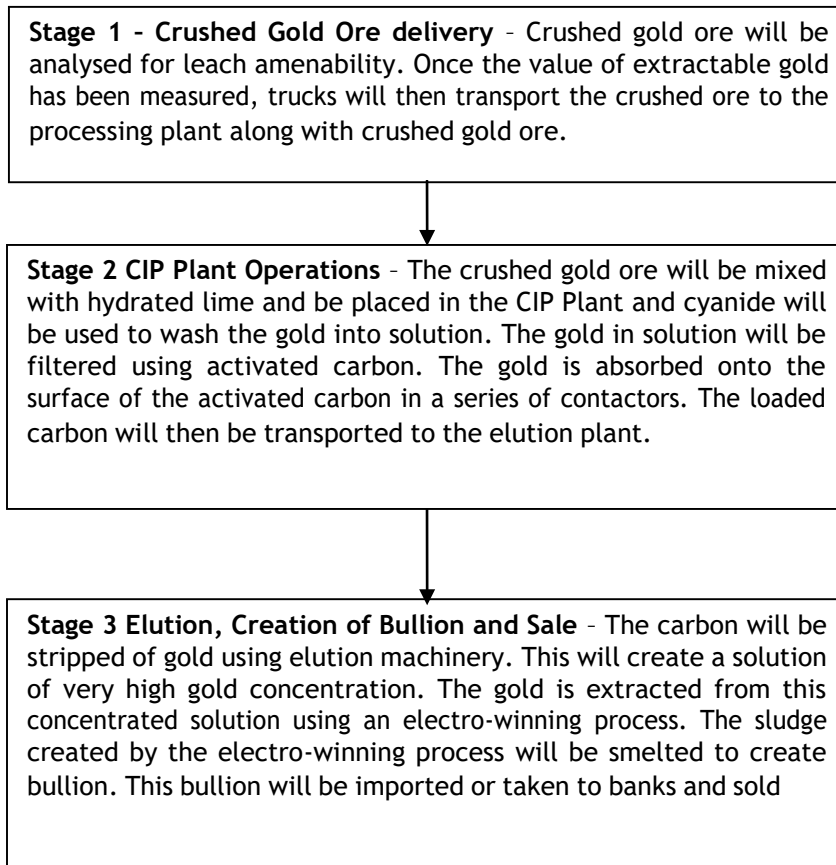 Stage 1 – Crushed Gold Ore delivery – Crushed gold ore will be
analysed for leach amenability. Once the value of extractable gold
has been measured, trucks will then transport the crushed ore to the
processing plant along with crushed gold ore.
Stage 2 CIP Plant Operations – The crushed gold ore will be mixed
with hydrated lime and be placed in the CIP Plant and cyanide will
be used to wash the gold into solution. The gold in solution will be
filtered using activated carbon. The gold is absorbed onto the
surface of the activated carbon in a series of contactors. The loaded
carbon will then be transported to the elution plant.
Stage 3 Elution, Creation of Bullion and Sale – The carbon will be
stripped of gold using elution machinery. This will create a solution
of very high gold concentration. The gold is extracted from this
concentrated solution using an electro-winning process. The sludge
created by the electro-winning process will be smelted to create
bullion. This bullion will be imported or taken to banks and sold